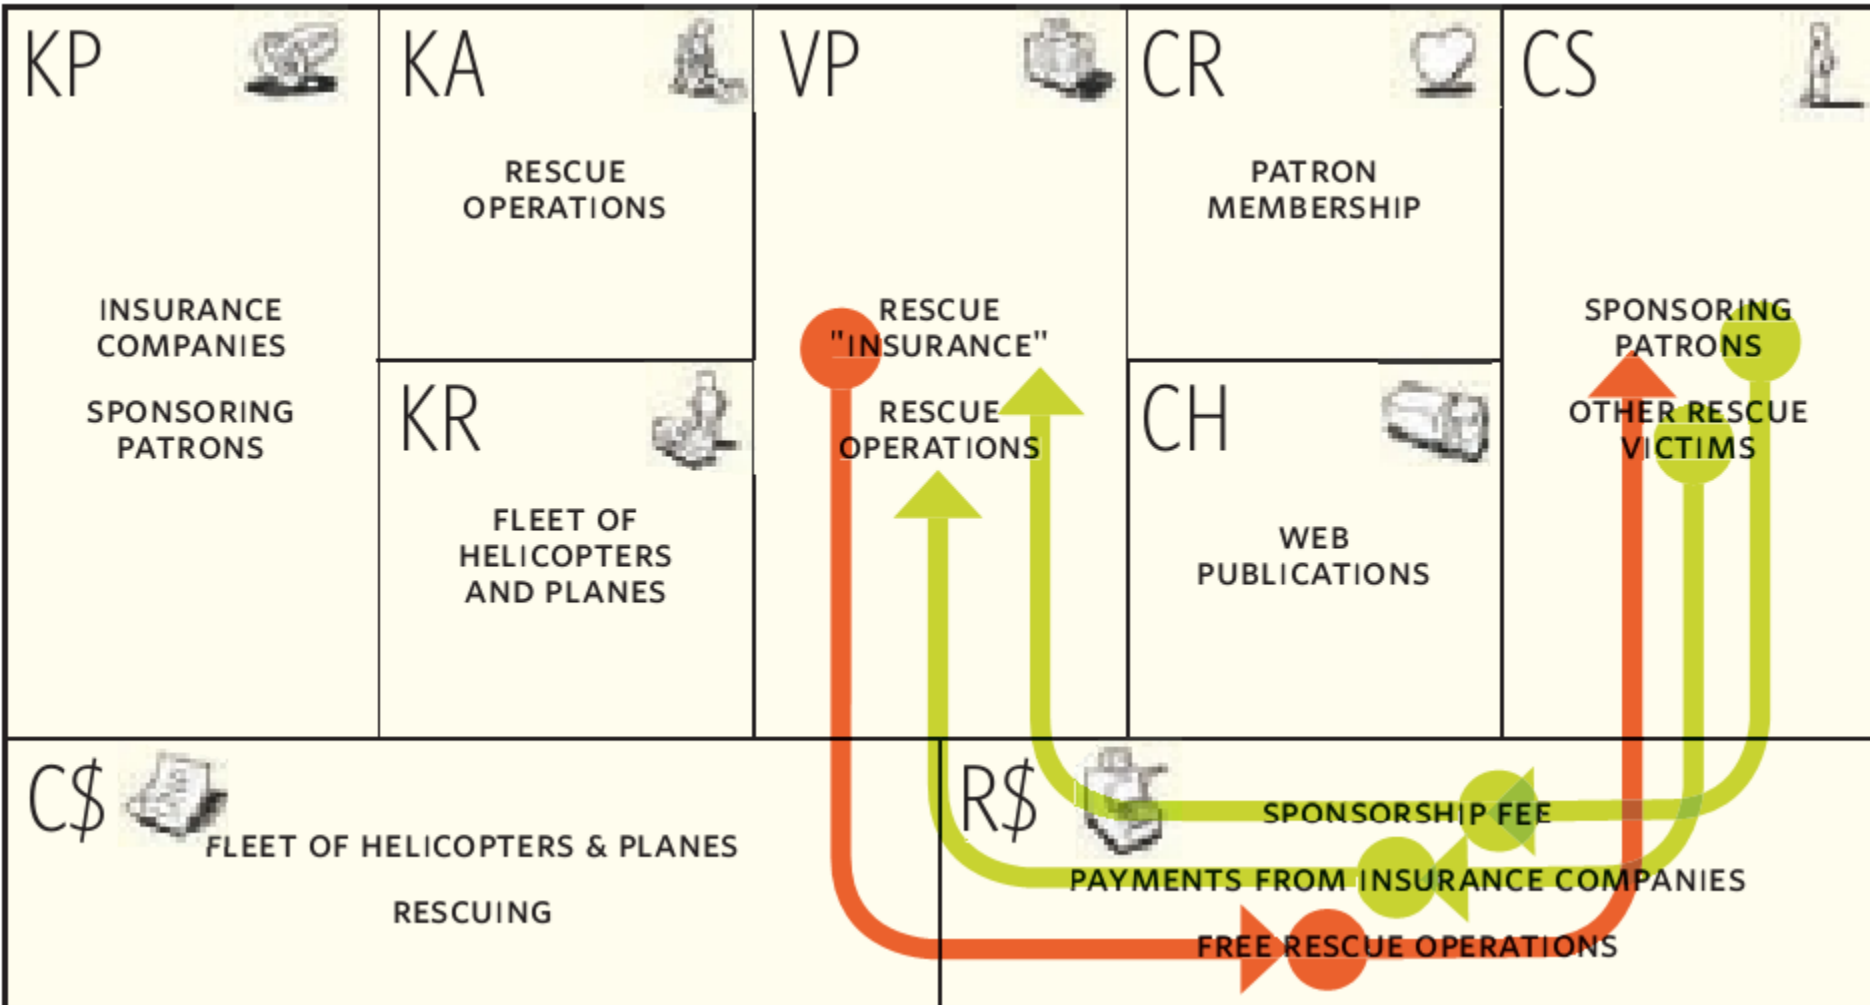 KP
INSURANCE
COMPANIES
SPONSORING
PATRONS
KA
RESCUE
OPERATIONS
KR
FLEET OF
HELICOPTERS
AND PLANES
VP
RESCUE
"INSURANCE"
RESCUE
OPERATIONS
CR
PATRON
MEMBERSHIP
CH
WEB
PUBLICATIONS
CS
SPONSORING
PATRONS
OTHER RESCUE
VICTIMS
C$
FLEET OF HELICOPTERS & PLANES
RESCUING
R$
SPONSORSHIP FEE
PAYMENTS FROM INSURANCE COMPANIES
FREE RESCUE OPERATIONS